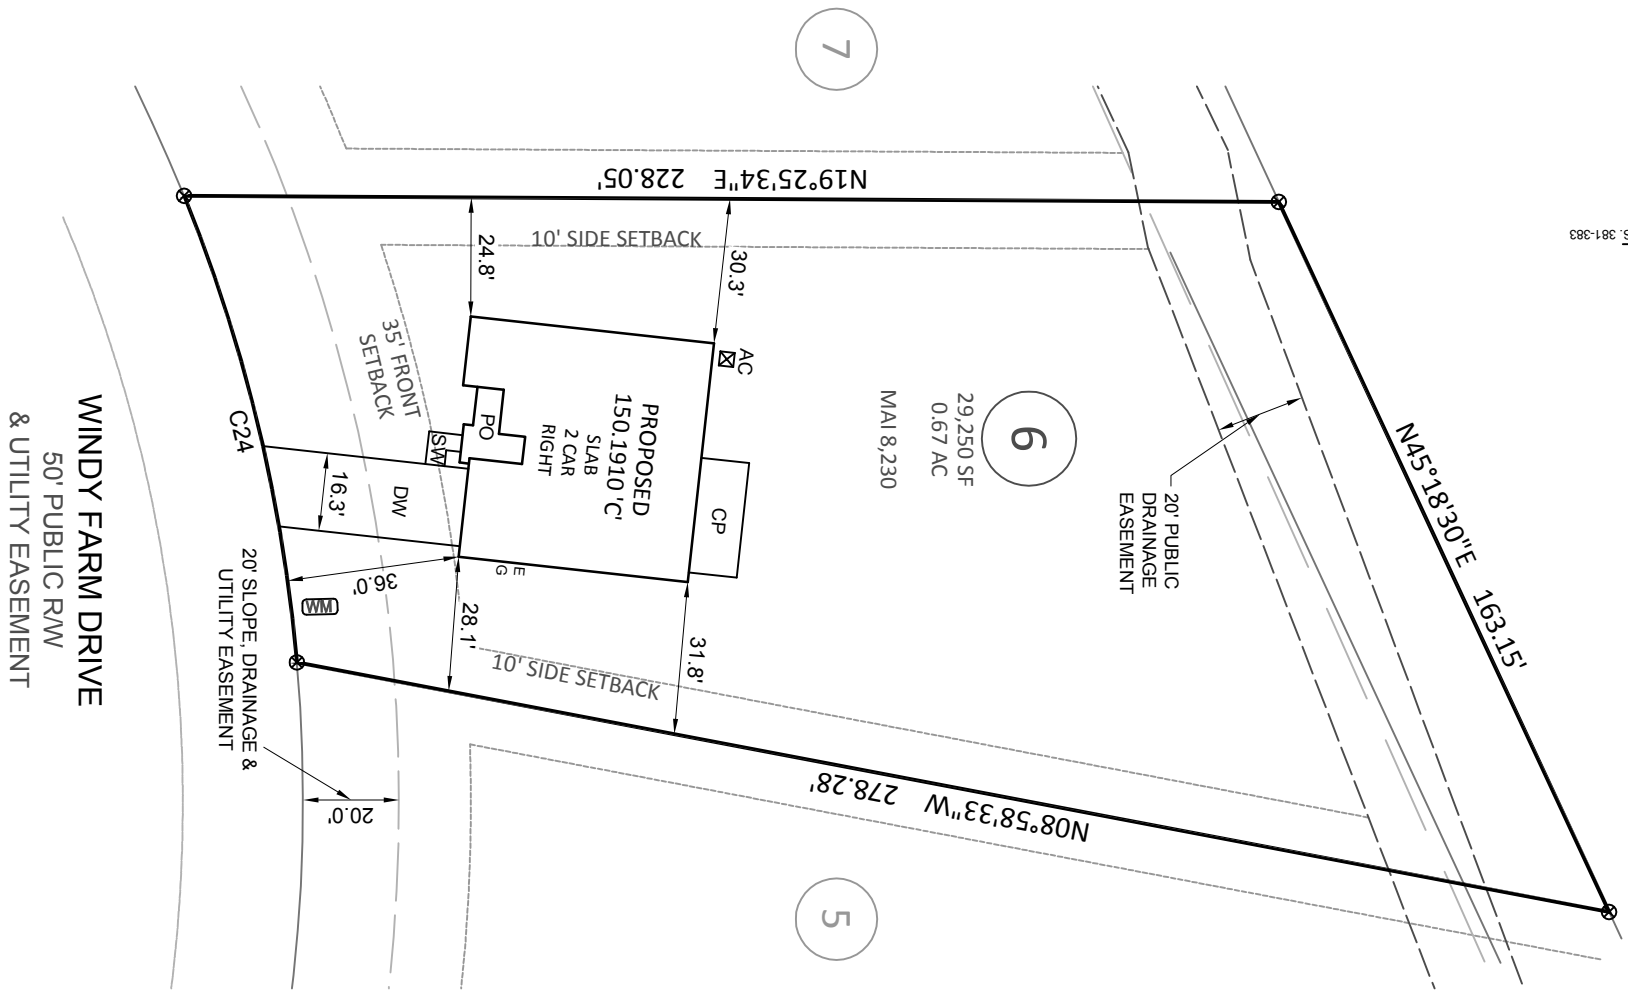 7
S. 381-383
N19°25'34"E 228.05'
10' SIDE SETBACK
24.8'
30.3'
35' FRONT
SETBACK
AC
PROPOSED
150.1910 'C'
SLAB
2 CAR
RIGHT
PO
SW
CP
DW
16.3'
E
G
36.0'
WM
28.1'
31.8'
10' SIDE SETBACK
6
29,250 SF
0.67 AC
MAI 8,230
20' PUBLIC
DRAINAGE
EASEMENT
N45°18'30"E 163.15'
N08°58'33"W 278.28'
C24
WINDY FARM DRIVE
50' PUBLIC R/W
& UTILITY EASEMENT
20' SLOPE, DRAINAGE &
UTILITY EASEMENT
20.0'
5